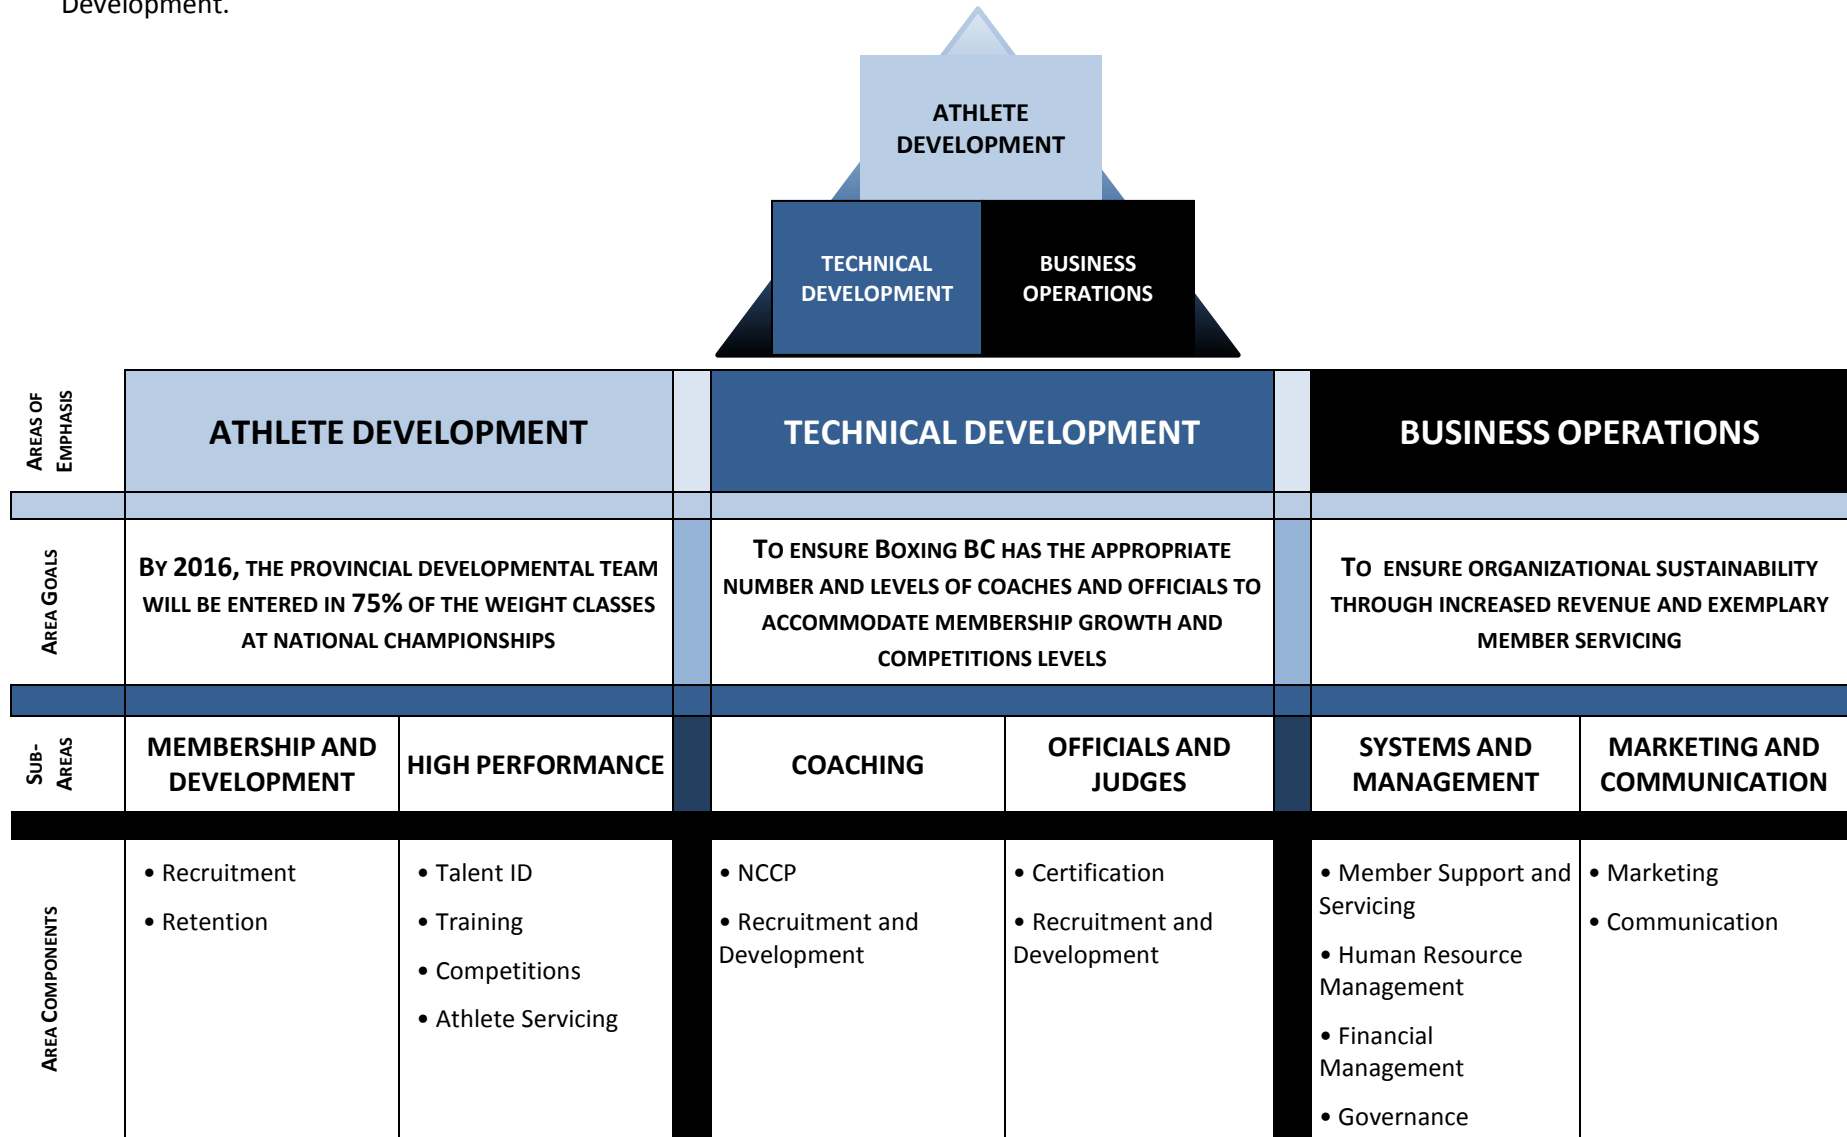 Development.
ATHLETE
DEVELOPMENT
TECHNICAL
DEVELOPMENT
BUSINESS
OPERATIONS
AREAS OF
EMPHASIS
ATHLETE DEVELOPMENT
TECHNICAL DEVELOPMENT
BUSINESS OPERATIONS
AREA GOALS
BY 2016, THE PROVINCIAL DEVELOPMENTAL TEAM
WILL BE ENTERED IN 75% OF THE WEIGHT CLASSES
AT NATIONAL CHAMPIONSHIPS
TO ENSURE BOXING BC HAS THE APPROPRIATE
NUMBER AND LEVELS OF COACHES AND OFFICIALS TO
ACCOMMODATE MEMBERSHIP GROWTH AND
COMPETITIONS LEVELS
TO ENSURE ORGANIZATIONAL SUSTAINABILITY
THROUGH INCREASED REVENUE AND EXEMPLARY
MEMBER SERVICING
SUB-
AREAS
MEMBERSHIP AND
DEVELOPMENT
HIGH PERFORMANCE
COACHING
OFFICIALS AND
JUDGES
SYSTEMS AND
MANAGEMENT
MARKETING AND
COMMUNICATION
AREA COMPONENTS
• Recruitment
• Retention
• Talent ID
• Training
• Competitions
• Athlete Servicing
• NCCP
• Recruitment and
Development
• Certification
• Recruitment and
Development
• Member Support and
Servicing
• Human Resource
Management
• Financial
Management
• Governance
• Marketing
• Communication